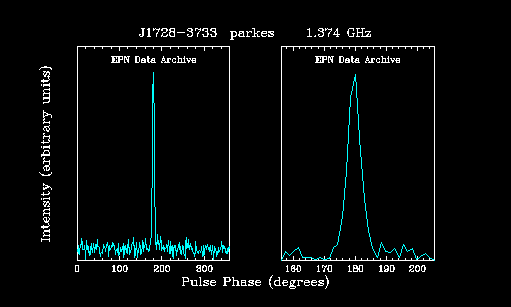 J1728-3733 parkes 1.374 GHz
EPN Data Archive EPN Data Archive
Intensity (arbitrary units)
0 100 200 300 160 170 180 190 200
Pulse Phase (degrees)